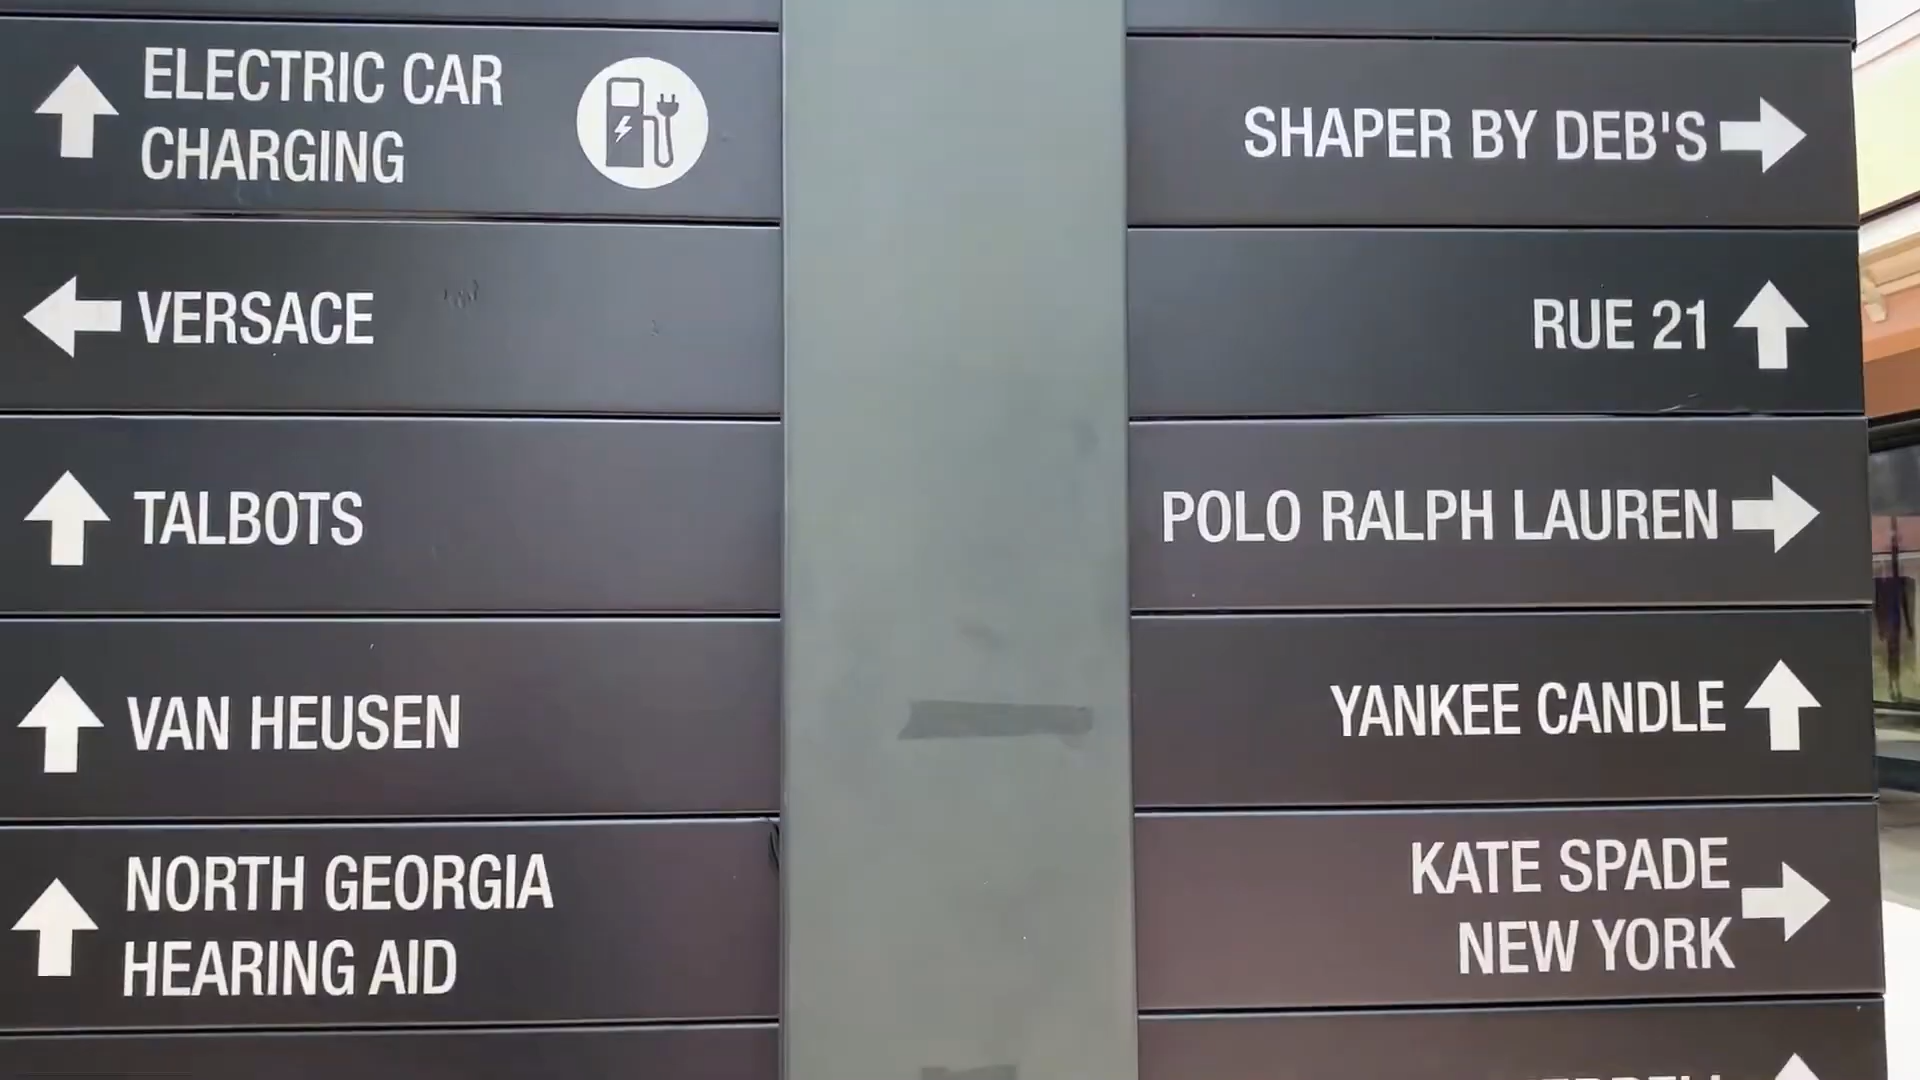 ELECTRIC CAR
CHARGING
VERSACE
TALBOTS
VAN HEUSEN
NORTH GEORGIA
HEARING AID
SHAPER BY DEB'S
RUE 21
POLO RALPH LAUREN
YANKEE CANDLE
KATE SPADE
NEW YORK